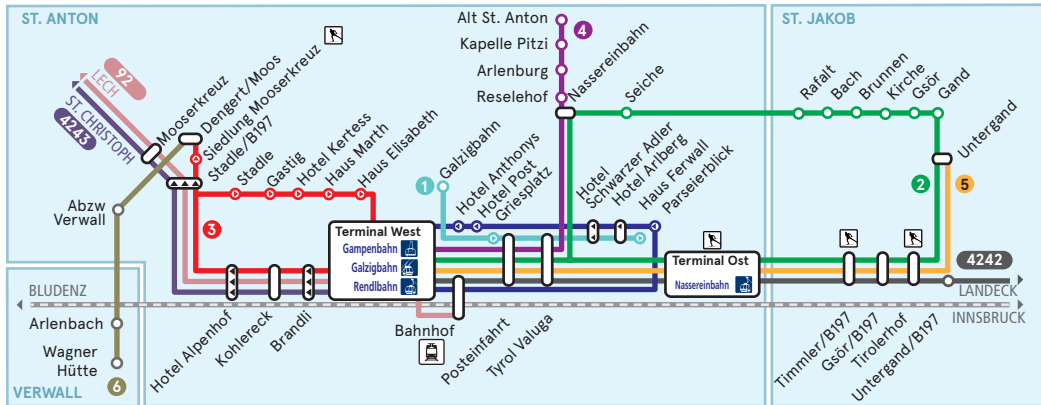 ST. ANTON
ST. JAKOB
Alt St. Anton
Kapelle Pitzi
Arlenburg
Reselehof
4
Nassereinbahn
Seiche
Rafalt
Bach
Brunnen
Kirche
Gsör
Gand
Untergand
92
LECH
4243
ST. CHRISTOPH
Mooserkreuz
Dengert/Moos
Siedlung Mooserkreuz
Stadle/B197
Stadle
Gastig
Hotel Kertess
Haus Marth
Haus Elisabeth
Galzigbahn
1
Hotel Anthonys
Hotel Post
Griesplatz
Hotel
Schwarzer Adler
Hotel Arlberg
Haus Ferwall
Parseierblick
2
5
Abzw
Verwall
3
Terminal West
Gampenbahn
Galzigbahn
Rendlbahn
Terminal Ost
Nassereinbahn
4242
BLUDENZ
LANDECK
INNSBRUCK
Arlenbach
Wagner
Hütte
6
VERWALL
Hotel Alpenhof
Kohlereck
Brandli
Bahnhof
Posteinfahrt
Tyrol Valuga
Timmler/B197
Gsör/B197
Tirolerhof
Untergand/B197